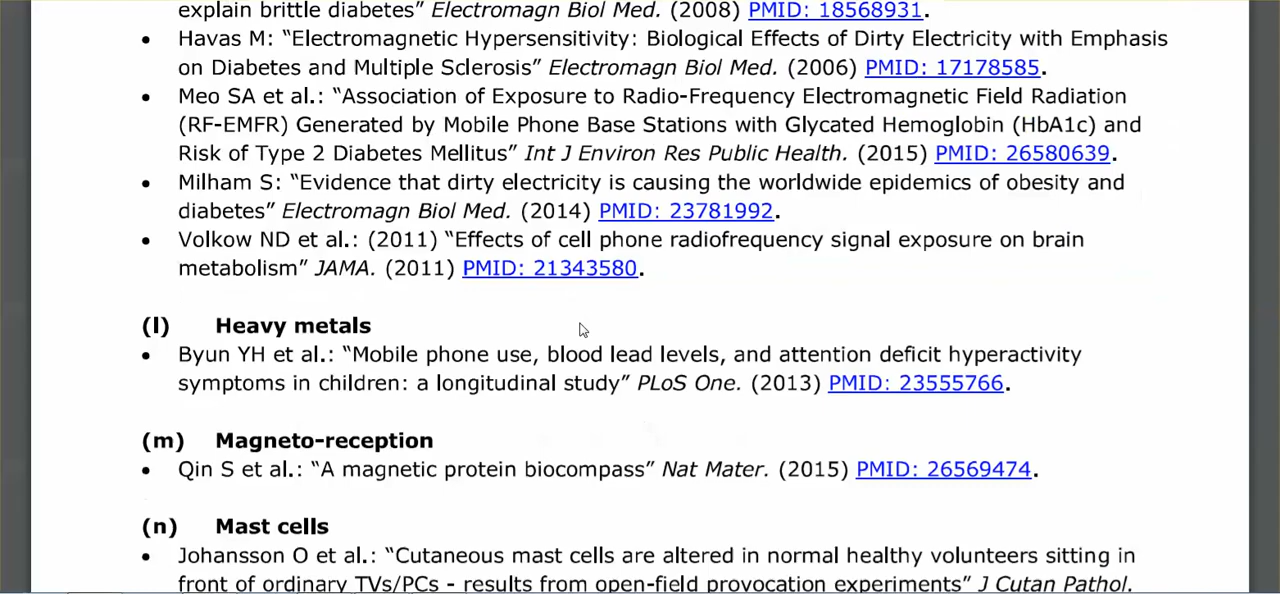 explain brittle diabetes” Electromagn Biol Med. (2008) PMID: 18568931.
• Havas M: “Electromagnetic Hypersensitivity: Biological Effects of Dirty Electricity with Emphasis
on Diabetes and Multiple Sclerosis” Electromagn Biol Med. (2006) PMID: 17178585.
• Meo SA et al.: “Association of Exposure to Radio-Frequency Electromagnetic Field Radiation
(RF-EMFR) Generated by Mobile Phone Base Stations with Glycated Hemoglobin (HbA1c) and
Risk of Type 2 Diabetes Mellitus” Int J Environ Res Public Health. (2015) PMID: 26580639.
• Milham S: “Evidence that dirty electricity is causing the worldwide epidemics of obesity and
diabetes” Electromagn Biol Med. (2014) PMID: 23781992.
• Volkow ND et al.: (2011) “Effects of cell phone radiofrequency signal exposure on brain
metabolism” JAMA. (2011) PMID: 21343580.
(l) Heavy metals
• Byun YH et al.: “Mobile phone use, blood lead levels, and attention deficit hyperactivity
symptoms in children: a longitudinal study” PLoS One. (2013) PMID: 23555766.
(m) Magneto-reception
• Qin S et al.: “A magnetic protein biocompass” Nat Mater. (2015) PMID: 26569474.
(n) Mast cells
• Johansson O et al.: “Cutaneous mast cells are altered in normal healthy volunteers sitting in
front of ordinary TVs/PCs - results from open-field provocation experiments” J Cutan Pathol.